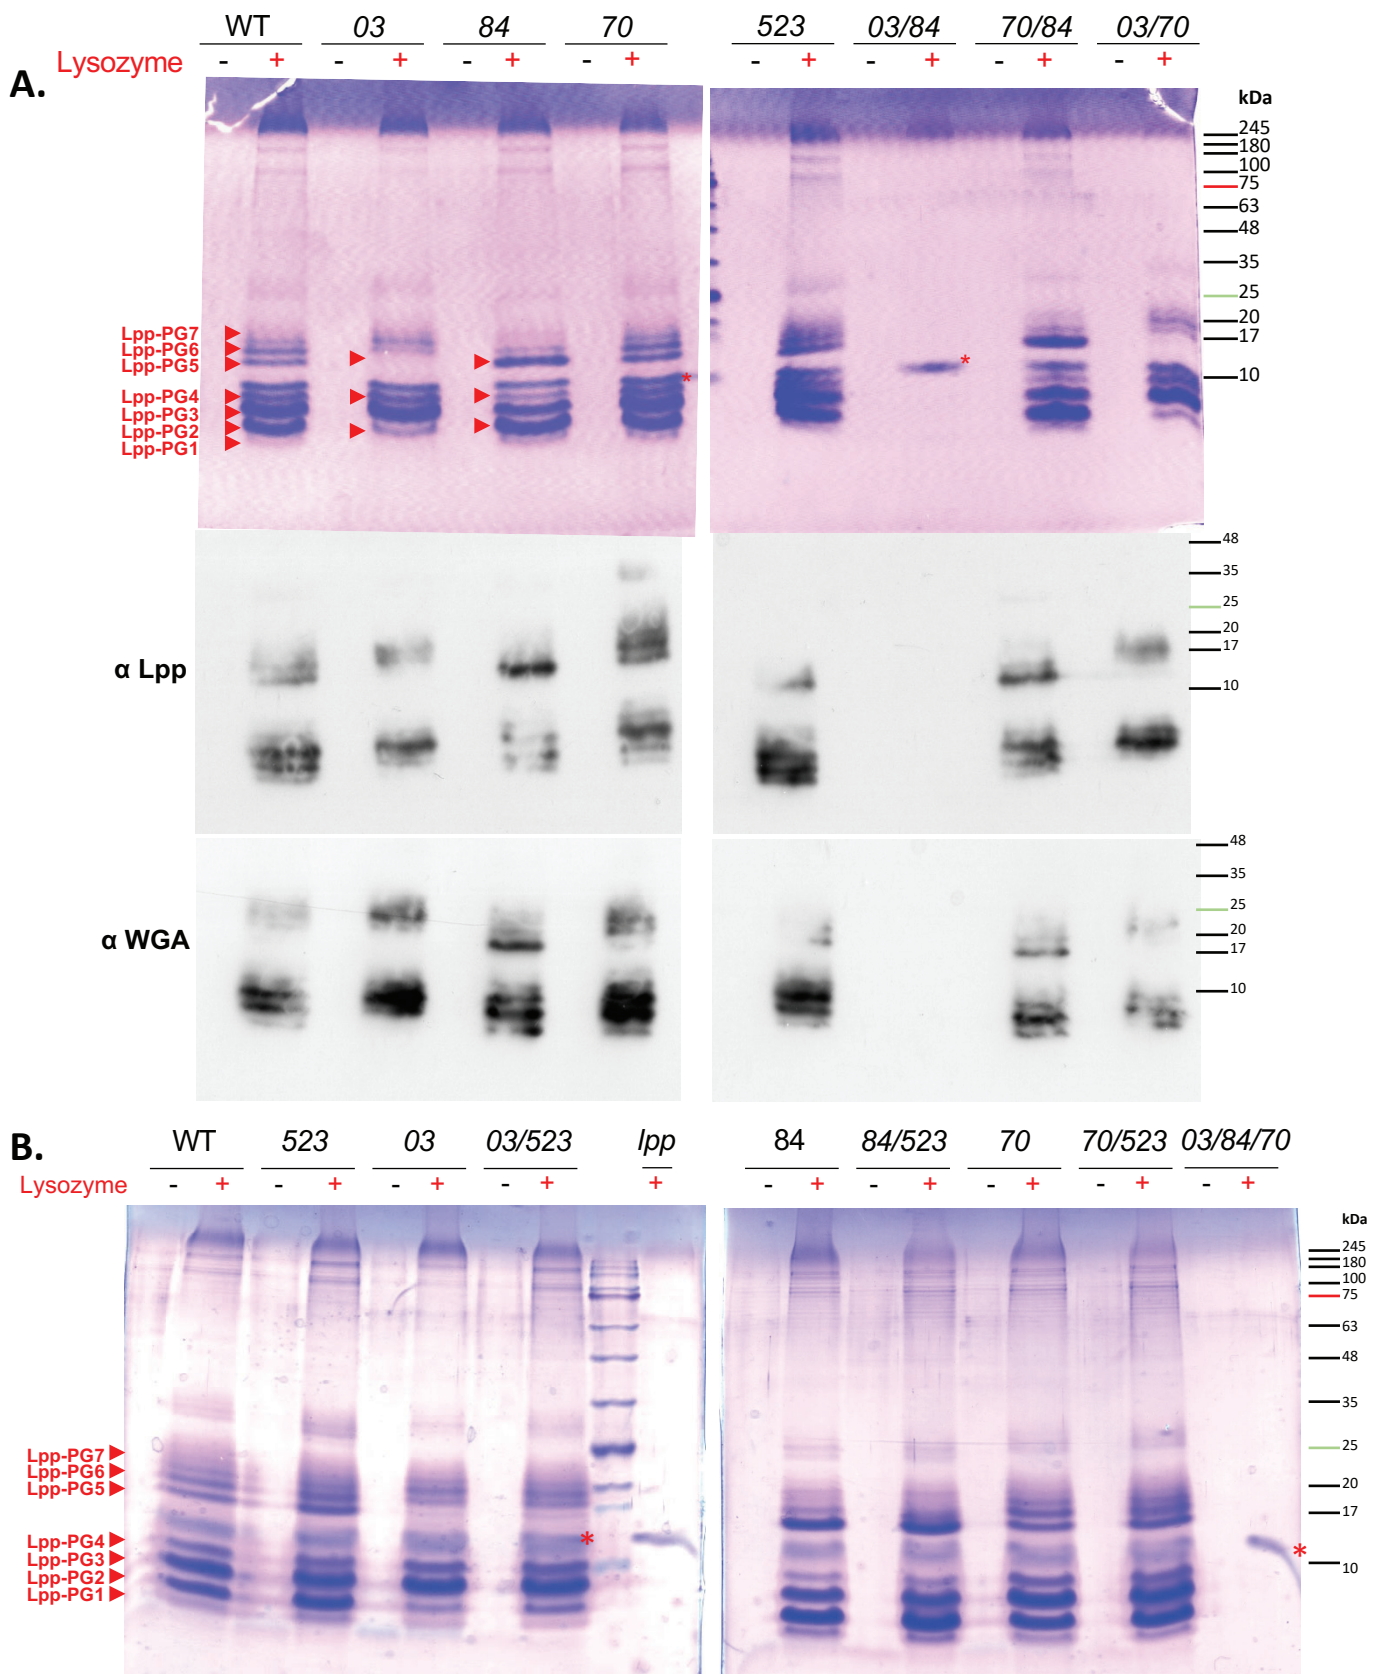 WT 03 84 70 523 03/84 70/84 03/70
Lysozyme - + - + - + - + - + - + - + - +
A.
kDa
245
180
100
75
63
48
35
25
20
17
10
Lpp-PG7
Lpp-PG6
Lpp-PG5
Lpp-PG4
Lpp-PG3
Lpp-PG2
Lpp-PG1
*
*
α Lpp
48
35
25
20
17
10
α WGA
48
35
25
20
17
10
B.
WT 523 03 03/523 lpp 84 84/523 70 70/523 03/84/70
Lysozyme - + - + - + - + + - + - + - + - + - +
kDa
245
180
100
75
63
48
35
25
20
17
10
Lpp-PG7
Lpp-PG6
Lpp-PG5
Lpp-PG4
Lpp-PG3
Lpp-PG2
Lpp-PG1
*
*